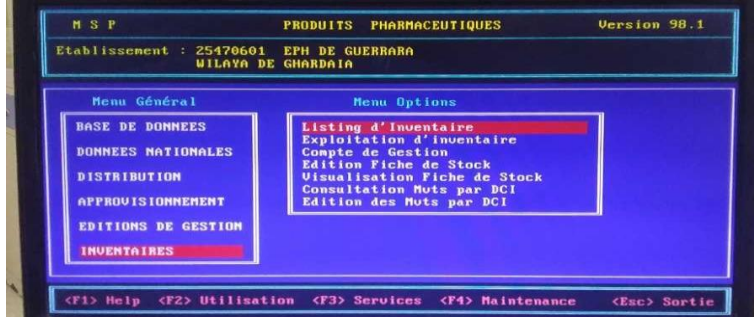 M S P PRODUITS PHARMACEUTIQUES Version 98.1
Etablissement : 25470601 EPH DE GUERRARA
WILAYA DE GHARDAIA
Menu Général
BASE DE DONNEES
DONNEES NATIONALES
DISTRIBUTION
APPROVISIONNEMENT
EDITIONS DE GESTION
INVENTAIRES
Menu Options
Listing d'Inventaire
Exploitation d'inventaire
Compte de Gestion
Edition Fiche de Stock
Visualisation Fiche de Stock
Consultation Mvts par DCI
Edition des Mvts par DCI
<F1> Help <F2> Utilisation <F3> Services <F4> Maintenance <Esc> Sortie